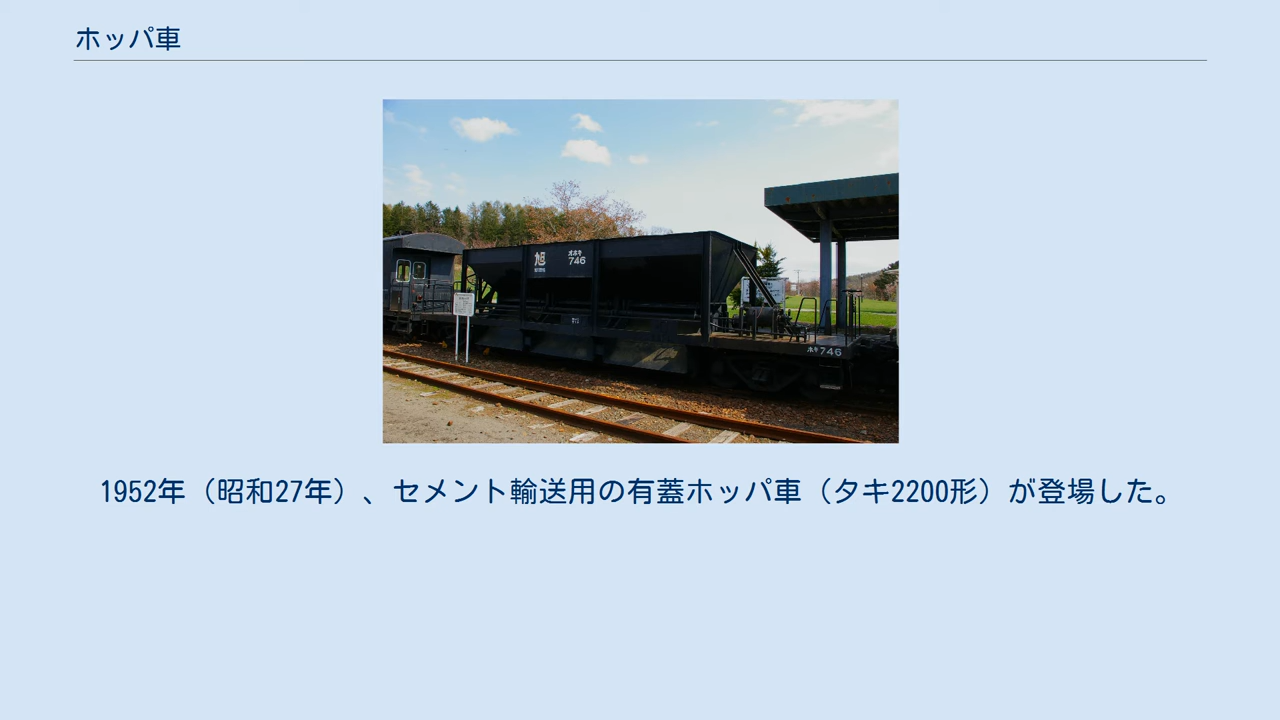 ホッパ車
旭
オホキ
746
ホキ746
1952年（昭和27年）、セメント輸送用の有蓋ホッパ車（タキ2200形）が登場した。